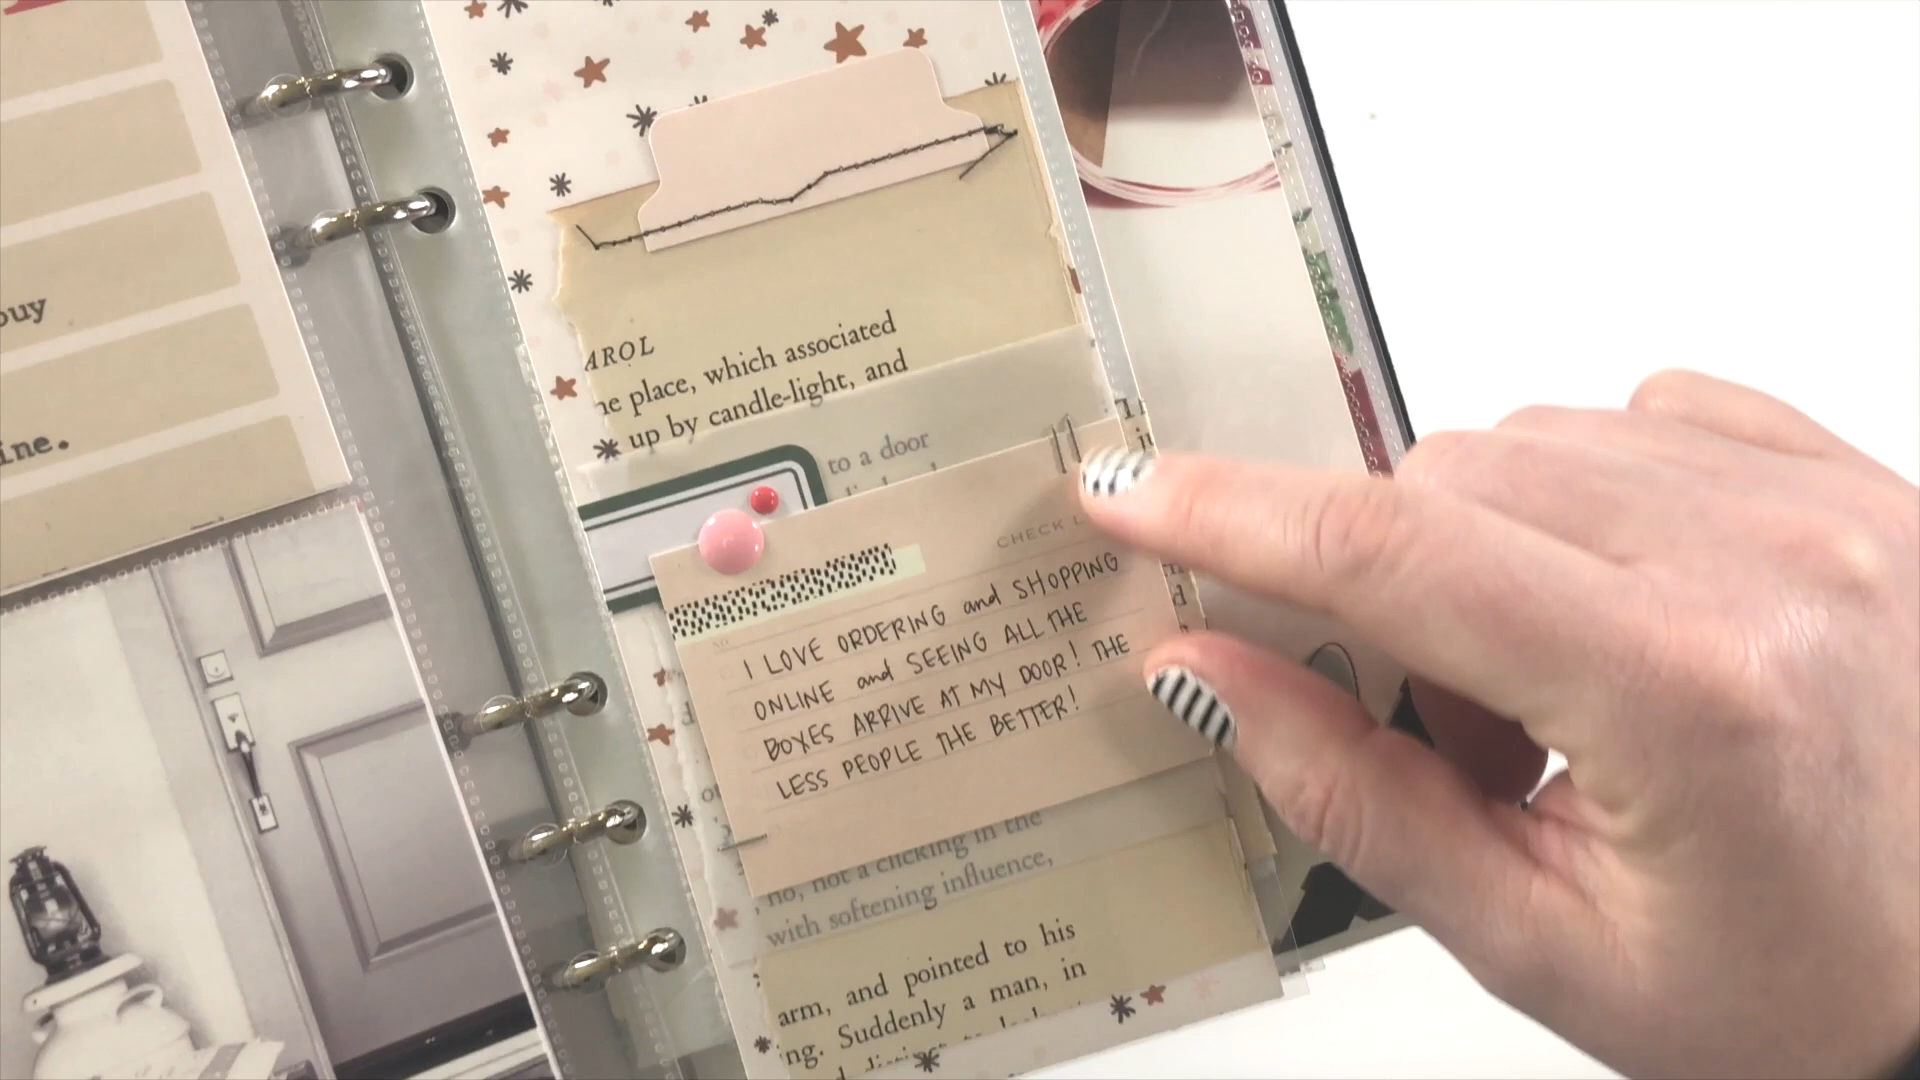 buy
ine.
AROL
he place, which associated
up by candle-light, and
to a door
CHECK L
I LOVE ORDERING and SHOPPING
ONLINE and SEEING ALL THE
BOXES ARRIVE AT MY DOOR! THE
LESS PEOPLE THE BETTER!
no, not a clicking in the
with softening influence,
arm, and pointed to his
ng. Suddenly a man, in